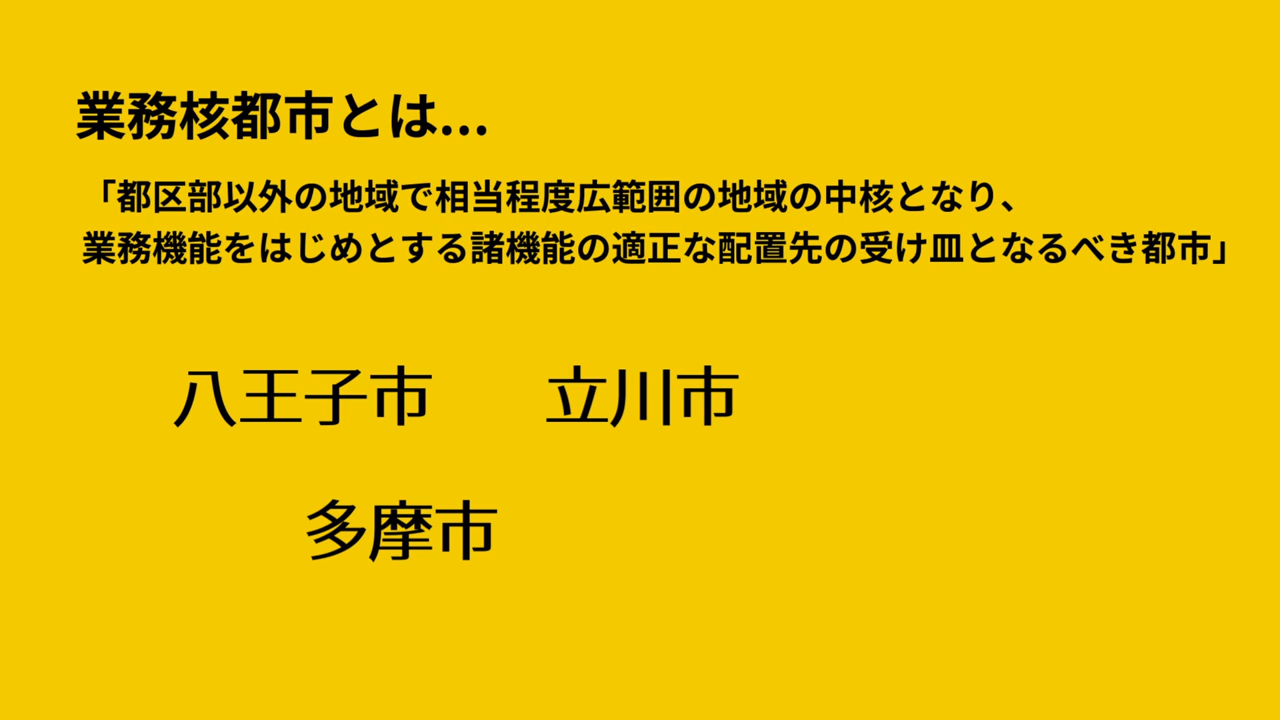 業務核都市とは...
「都区部以外の地域で相当程度広範囲の地域の中核となり、
業務機能をはじめとする諸機能の適正な配置先の受け皿となるべき都市」
八王子市　立川市
多摩市